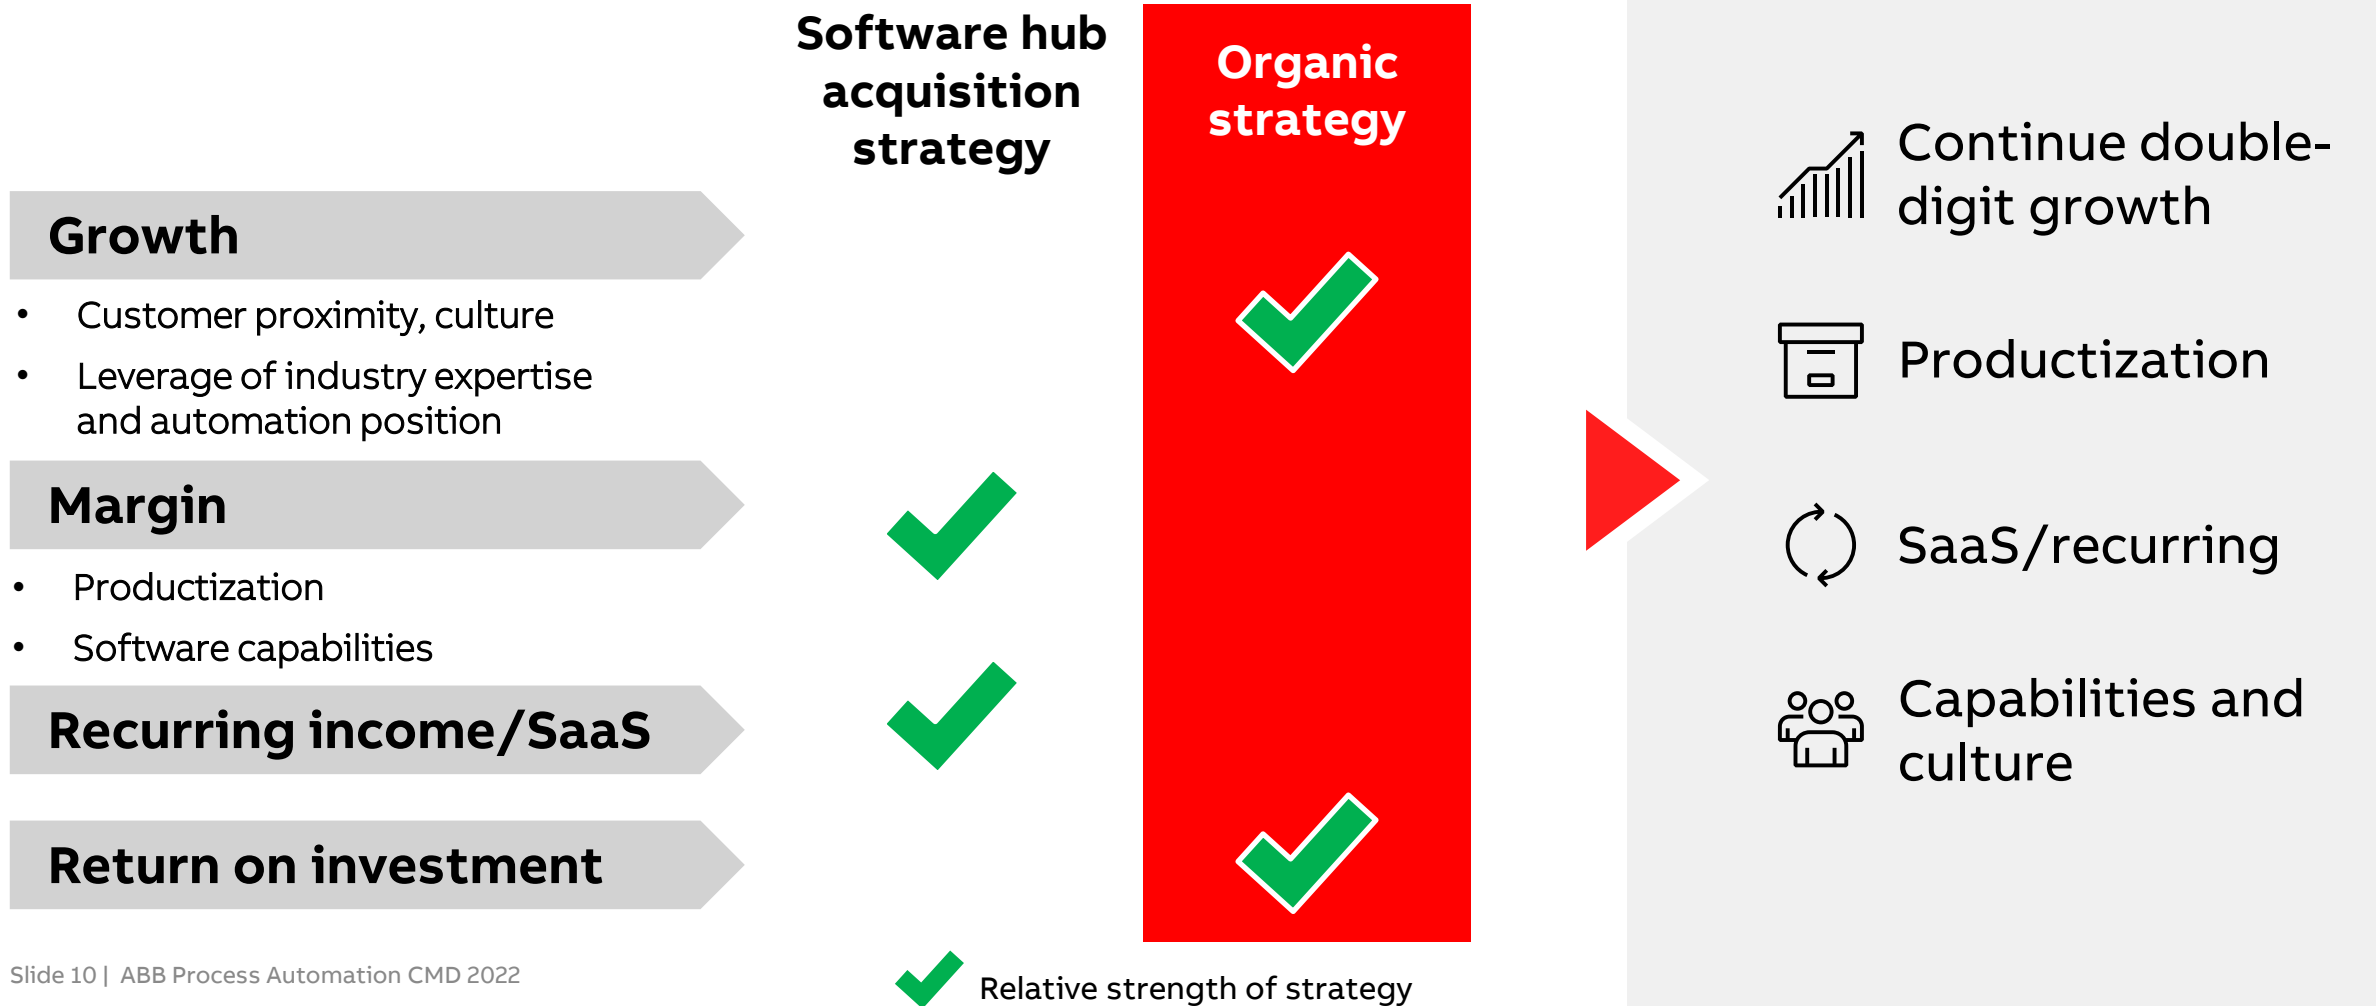 Software hub
acquisition
strategy
Organic
strategy
Growth
• Customer proximity, culture
• Leverage of industry expertise
and automation position
Margin
• Productization
• Software capabilities
Recurring income/SaaS
Return on investment
Continue double-
digit growth
Productization
SaaS/recurring
Capabilities and
culture
Slide 10 | ABB Process Automation CMD 2022
Relative strength of strategy